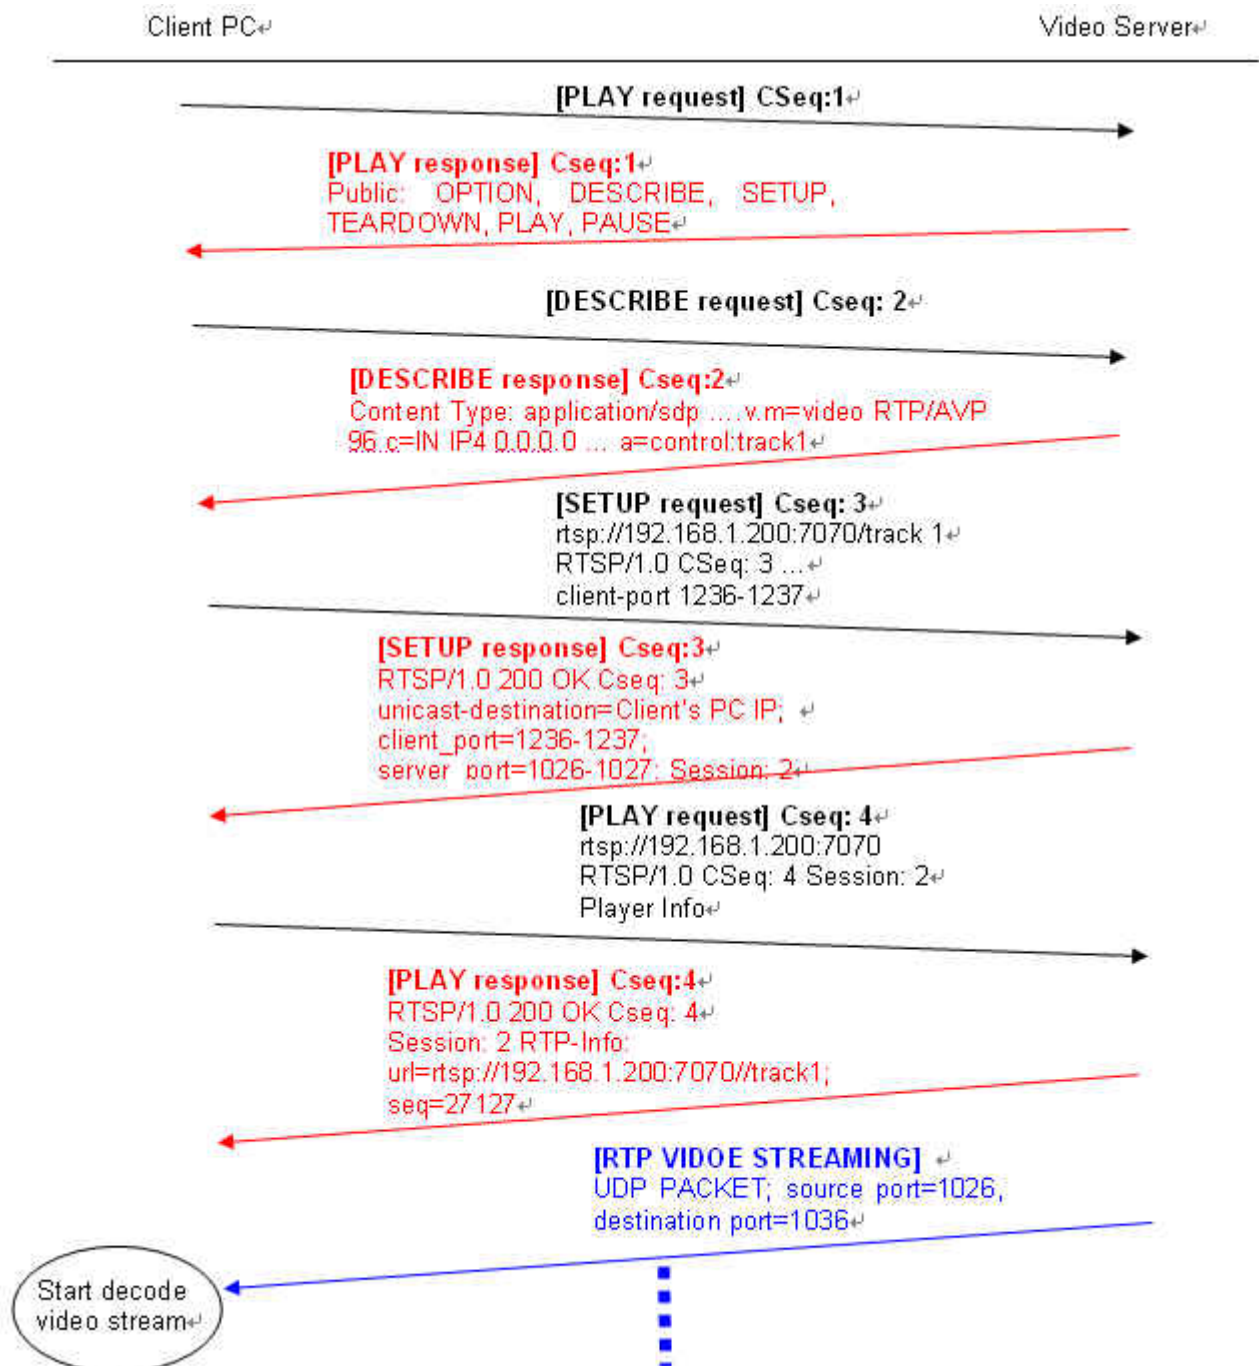 Client PC
Video Server
[PLAY request] CSeq:1
[PLAY response] Cseq:1
Public: OPTION, DESCRIBE, SETUP,
TEARDOWN, PLAY, PAUSE
[DESCRIBE request] Cseq: 2
[DESCRIBE response] Cseq:2
Content Type: application/sdp ....v.m=video RTP/AVP
96.c=IN IP4 0.0.0.0 ... a=control:track1
[SETUP request] Cseq: 3
rtsp://192.168.1.200:7070/track 1
RTSP/1.0 CSeq: 3 ...
client-port 1236-1237
[SETUP response] Cseq:3
RTSP/1.0 200 OK Cseq: 3
unicast-destination=Client's PC IP;
client_port=1236-1237;
server_port=1026-1027; Session: 2
[PLAY request] Cseq: 4
rtsp://192.168.1.200:7070
RTSP/1.0 CSeq: 4 Session: 2
Player Info
[PLAY response] Cseq:4
RTSP/1.0 200 OK Cseq: 4
Session: 2 RTP-Info:
url=rtsp://192.168.1.200:7070//track1;
seq=27127
[RTP VIDOE STREAMING]
UDP PACKET; source port=1026,
destination port=1036
Start decode
video stream